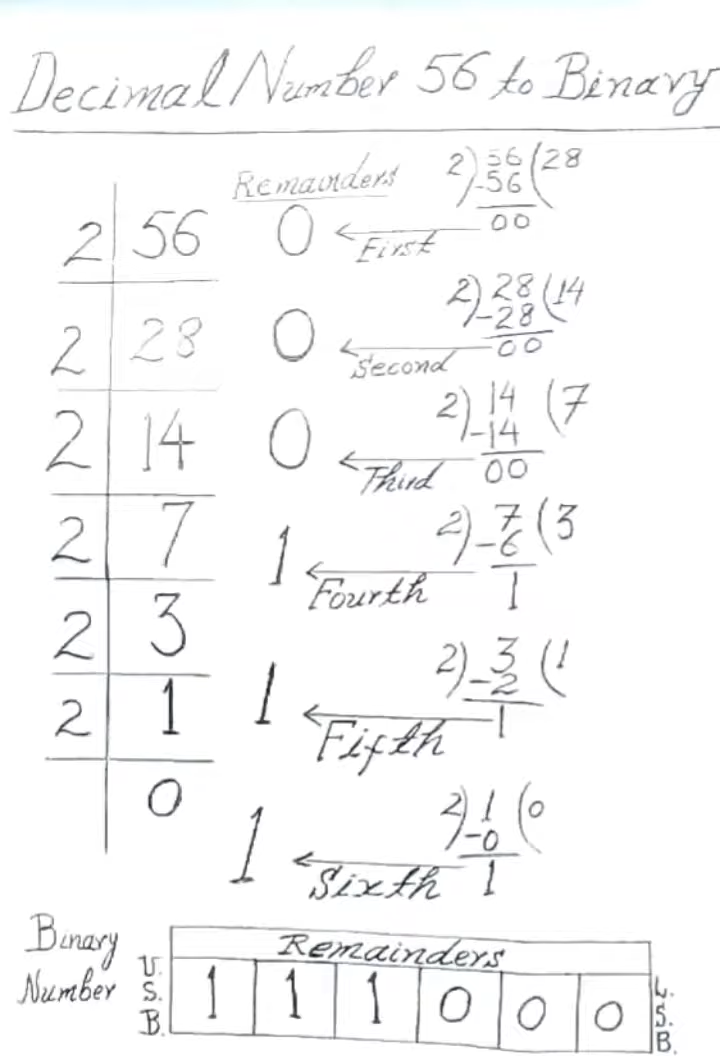 Decimal Number 56 to Binary
Remainders
2) 56 (28
-56
00
2 56 0 First
2) 28 (14
-28
00
2 28 0 Second
2) 14 (7
-14
00
2 14 0 Third
2) 7 (3
-6
1
2 7 1 Fourth
2) 3 (1
-2
1
2 3 1 Fifth
2 1
2) 1 (0
-0
1
0 1 Sixth
Binary Number
Remainders
U.S.B. 1 1 1 0 0 0 L.S.B.